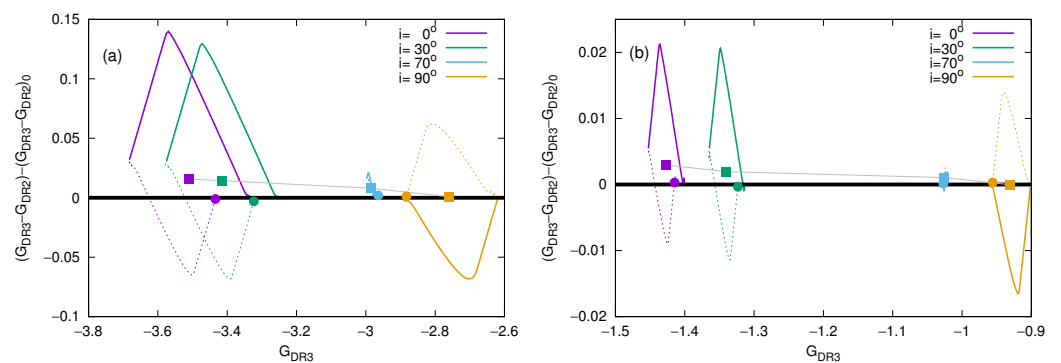 (a)
i= 0°
i= 30°
i= 70°
i= 90°
0.15
0.1
0.05
0
−0.05
−0.1
(G_DR3−G_DR2)−(G_DR3−G_DR2)_0
−3.8 −3.6 −3.4 −3.2 −3 −2.8 −2.6
G_DR3
(b)
i= 0°
i=30°
i=70°
i=90°
0.02
0.01
0
−0.01
−0.02
(G_DR3−G_DR2)−(G_DR3−G_DR2)_0
−1.5 −1.4 −1.3 −1.2 −1.1 −1 −0.9
G_DR3